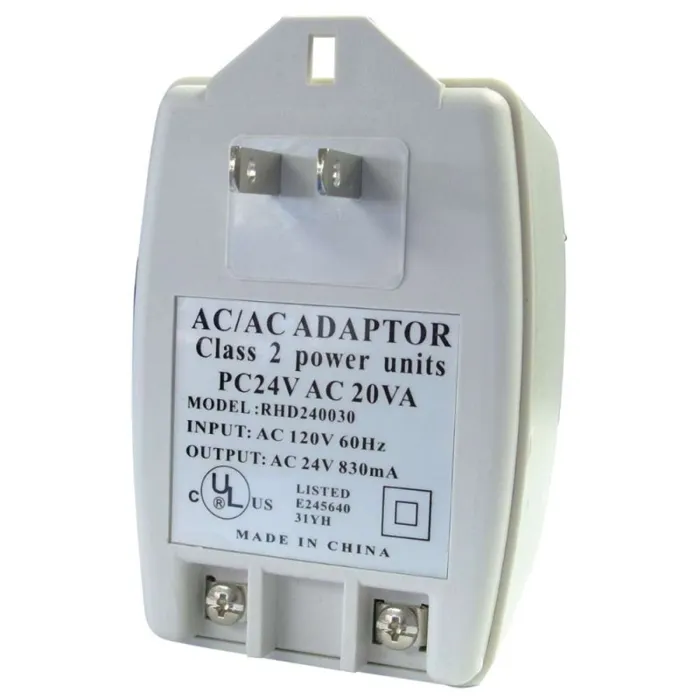 AC/AC ADAPTOR
Class 2 power units
PC24V AC 20VA
MODEL :RHD240030
INPUT: AC 120V 60Hz
OUTPUT: AC 24V 830mA
C UL ® US
LISTED
E245640
31YH
MADE IN CHINA